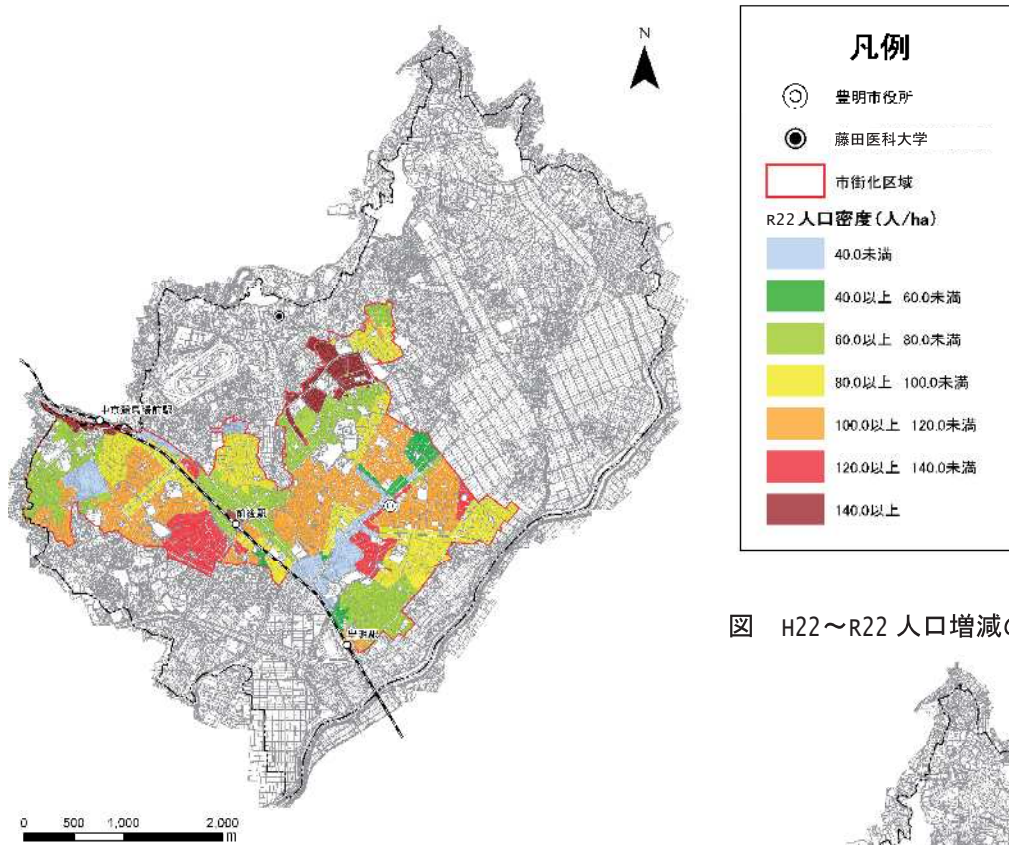 N
中京競馬場前駅
前後駅
豊明駅
0 500 1,000 2,000
m
凡例
豊明市役所
藤田医科大学
市街化区域
R22 人口密度(人/ha)
40.0未満
40.0以上 60.0未満
60.0以上 80.0未満
80.0以上 100.0未満
100.0以上 120.0未満
120.0以上 140.0未満
140.0以上
図 H22～R22 人口増減